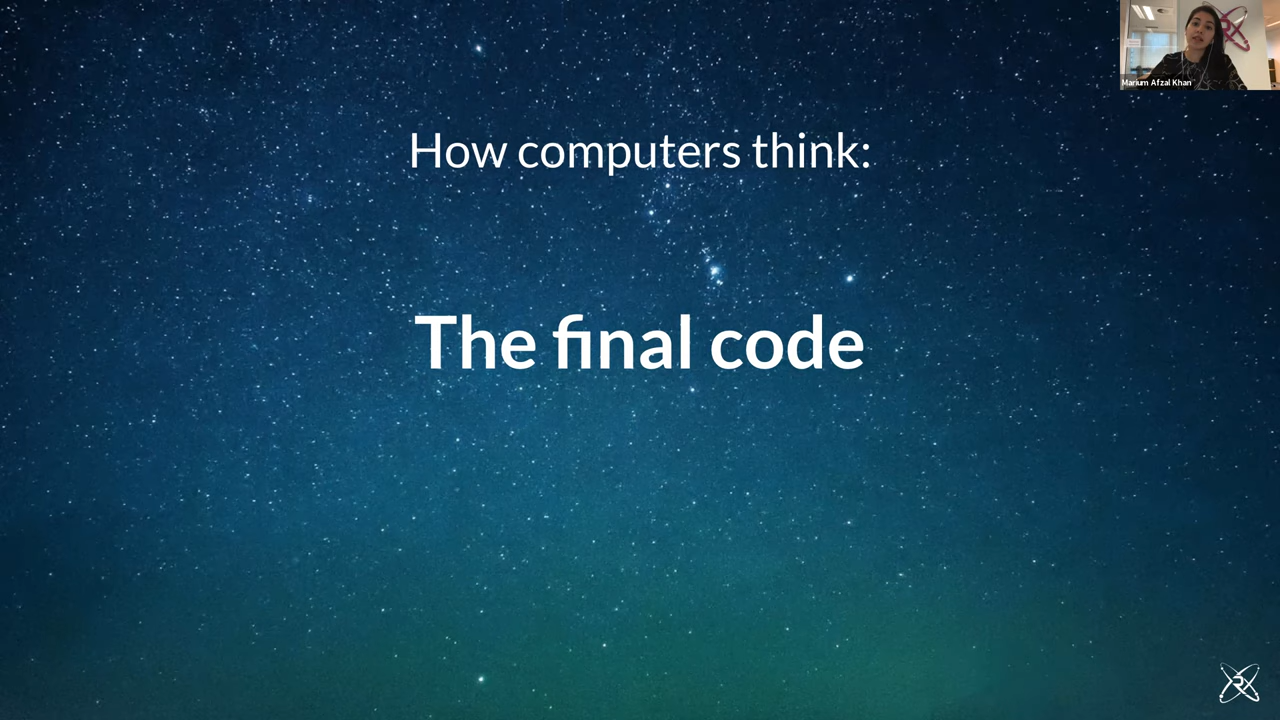 Marium Afzal Khan
How computers think:
The final code